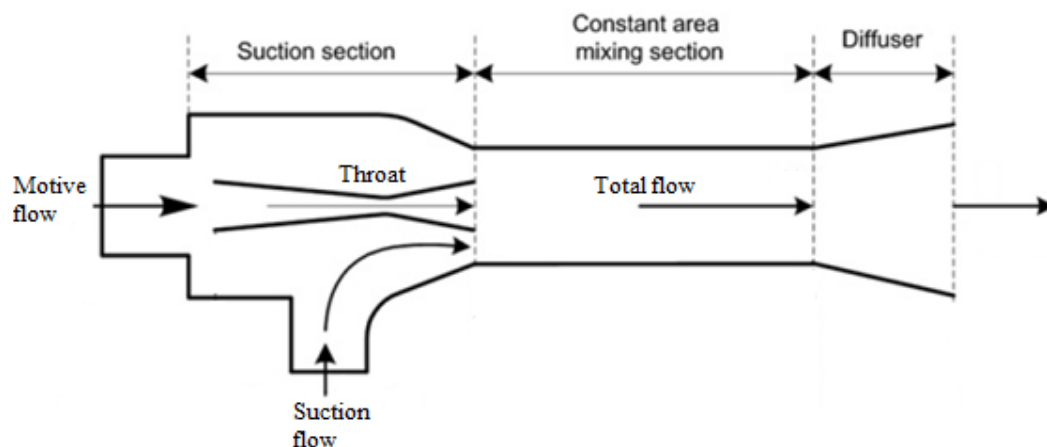 Suction section
Constant area
mixing section
Diffuser
Motive
flow
Throat
Total flow
Suction
flow